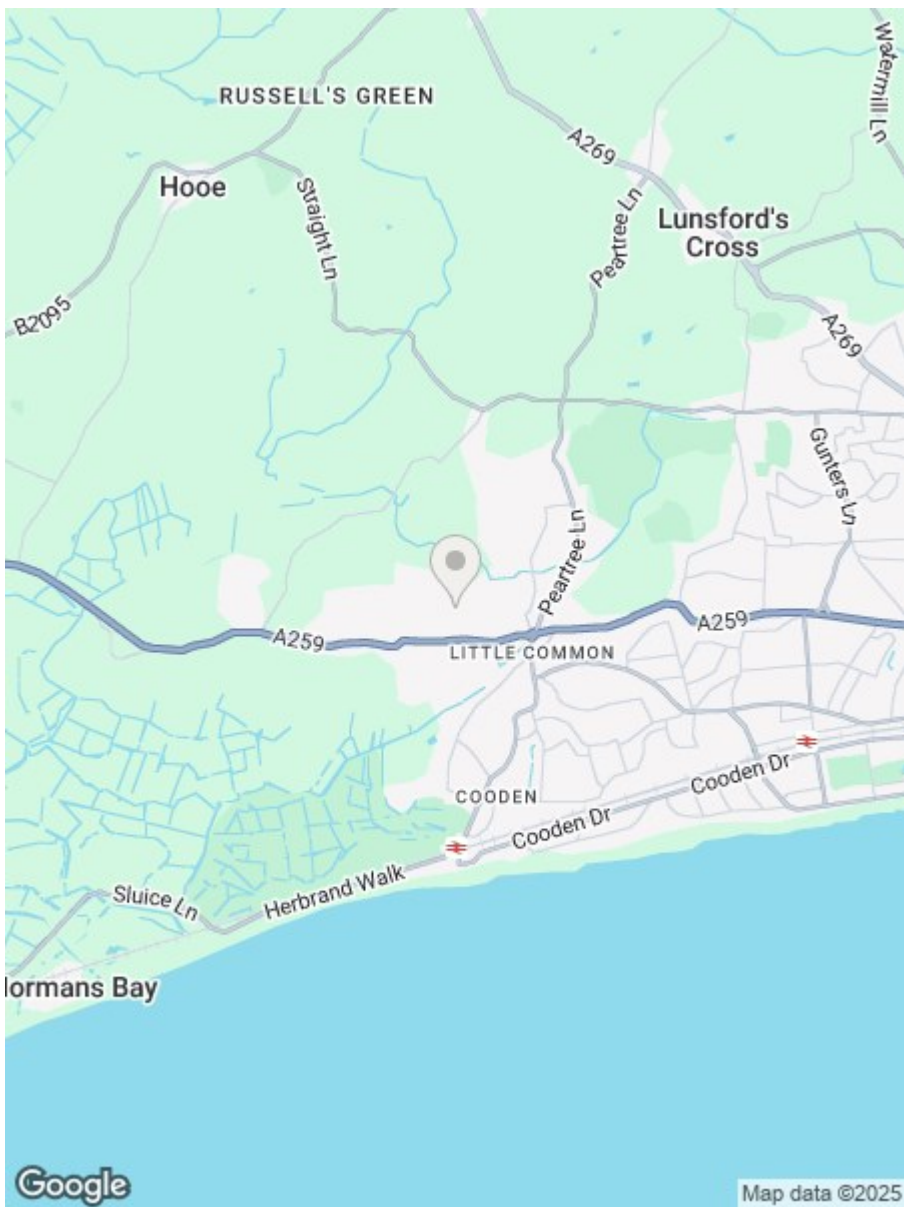 RUSSELL'S GREEN
Watermill Ln
A269
Hooe
Straight Ln
Peartree Ln
Lunsford's
Cross
B2095
A269
Gunters Ln
Peartree Ln
A259
A259
LITTLE COMMON
Cooden Dr
COODEN
Cooden Dr
Herbrand Walk
Sluice Ln
Normans Bay
Google
Map data ©2025